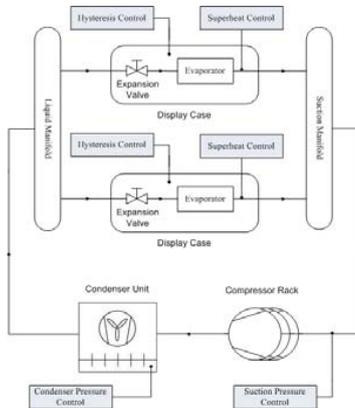 Hysteresis Control
Superheat Control
Liquid Manifold
Expansion
Valve
Evaporator
Suction Manifold
Display Case
Hysteresis Control
Superheat Control
Expansion
Valve
Evaporator
Display Case
Condenser Unit
Compressor Rack
Condenser Pressure
Control
Suction Pressure
Control